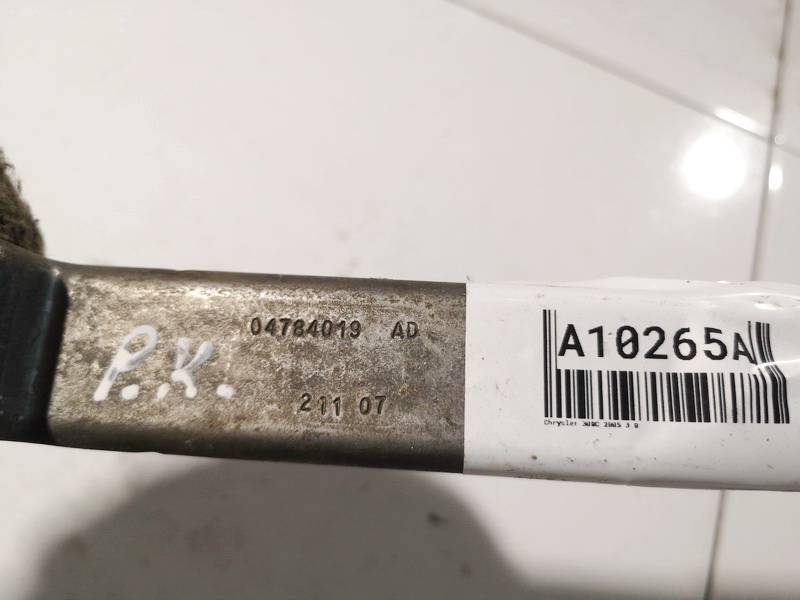 04784019 AD
P.K.
211 07
A10265A
Chrysler 300C 2005 3.0